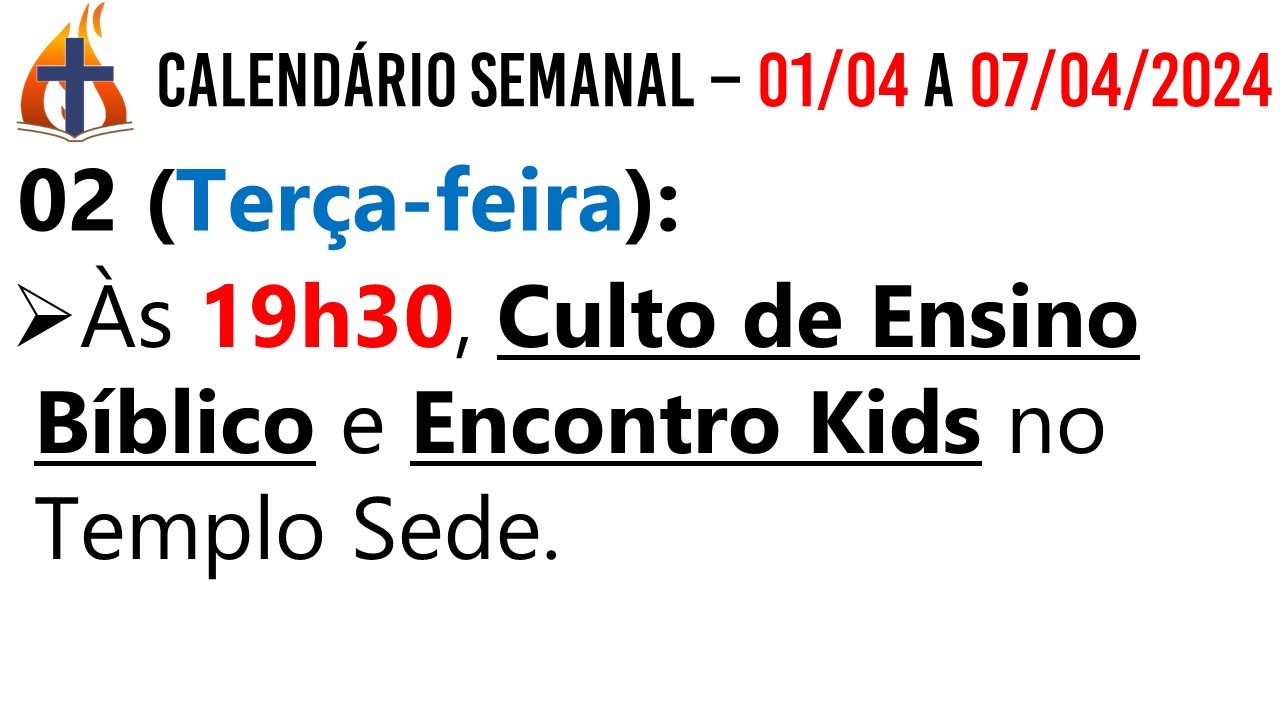 CALENDÁRIO SEMANAL – 01/04 A 07/04/2024
02 (Terça-feira):
➢Às 19h30, Culto de Ensino
Bíblico e Encontro Kids no
Templo Sede.